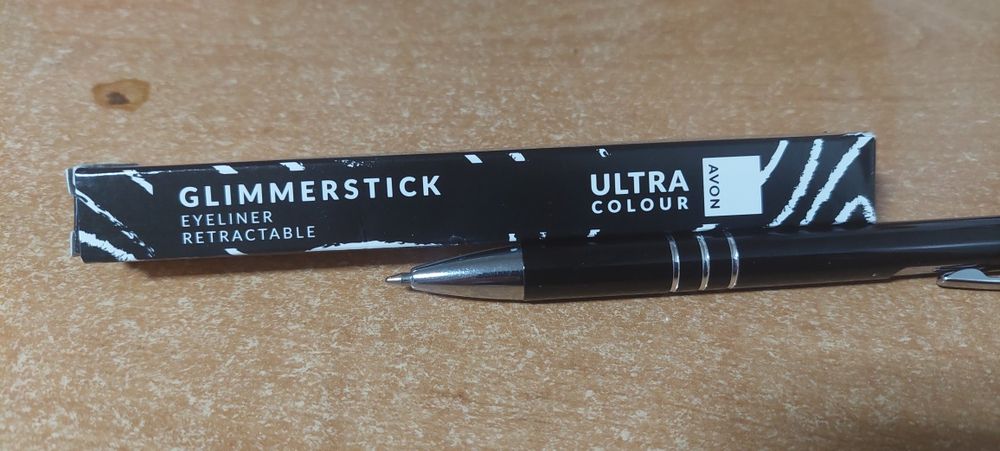 GLIMMERSTICK
EYELINER
RETRACTABLE
ULTRA
COLOUR
AVON